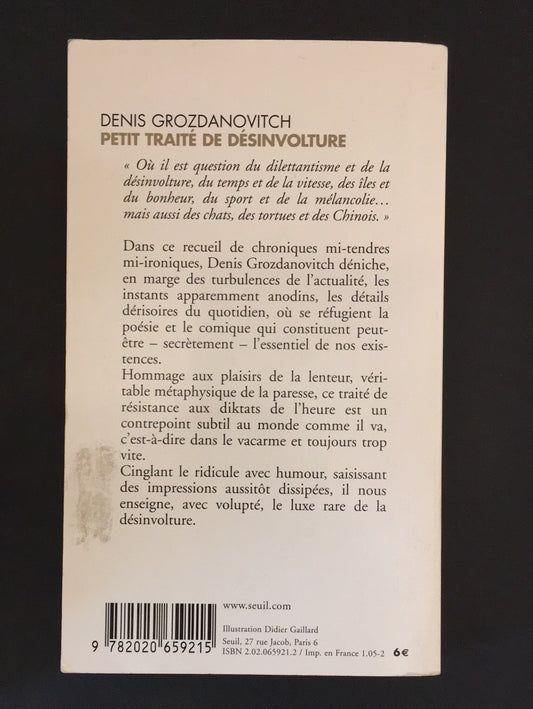 DENIS GROZDANOVITCH
PETIT TRAITÉ DE DÉSINVOLTURE
« Où il est question du dilettantisme et de la
désinvolture, du temps et de la vitesse, des îles et
du bonheur, du sport et de la mélancolie…
mais aussi des chats, des tortues et des Chinois. »
Dans ce recueil de chroniques mi-tendres
mi-ironiques, Denis Grozdanovitch déniche,
en marge des turbulences de l’actualité, les
instants apparemment anodins, les détails
dérisoires du quotidien, où se réfugient la
poésie et le comique qui constituent peut-
être – secrètement – l’essentiel de nos exis-
tences.
Hommage aux plaisirs de la lenteur, véri-
table métaphysique de la paresse, ce traité de
résistance aux diktats de l’heure est un
contrepoint subtil au monde comme il va,
c’est-à-dire dans le vacarme et toujours trop
vite.
Cinglant le ridicule avec humour, saisissant
des impressions aussitôt dissipées, il nous
enseigne, avec volupté, le luxe rare de la
désinvolture.
www.seuil.com
Illustration Didier Gaillard
Seuil, 27 rue Jacob, Paris 6
ISBN 2.02.065921.2 / Imp. en France 1.05-2 6€
9 782020 659215